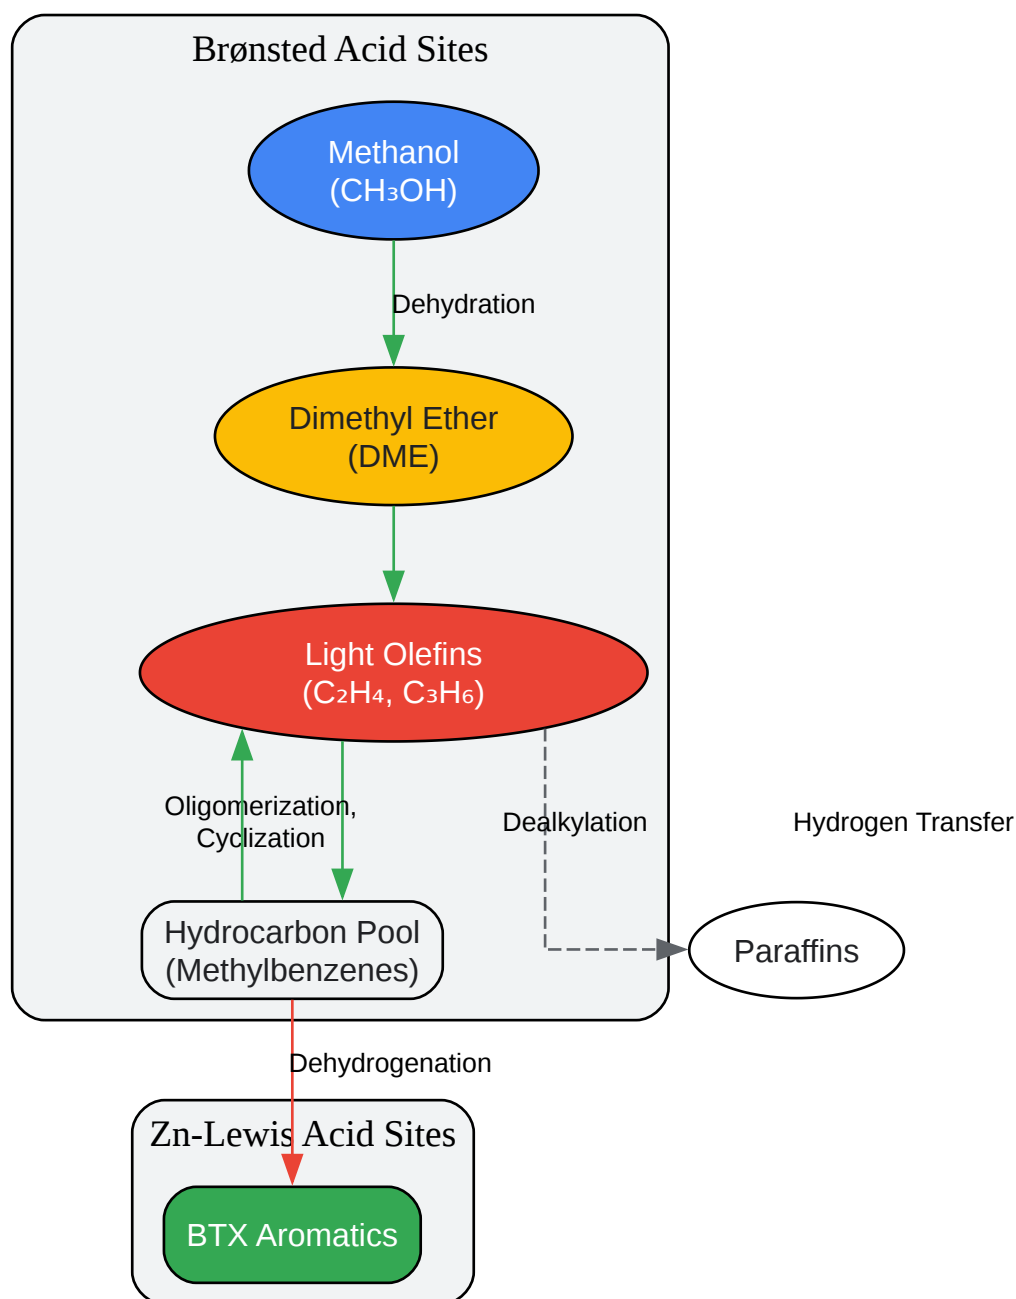 Brønsted Acid Sites
Methanol
(CH₃OH)
Dehydration
Dimethyl Ether
(DME)
Light Olefins
(C₂H₄, C₃H₆)
Oligomerization,
Cyclization
Dealkylation
Hydrogen Transfer
Hydrocarbon Pool
(Methylbenzenes)
Paraffins
Dehydrogenation
Zn-Lewis Acid Sites
BTX Aromatics